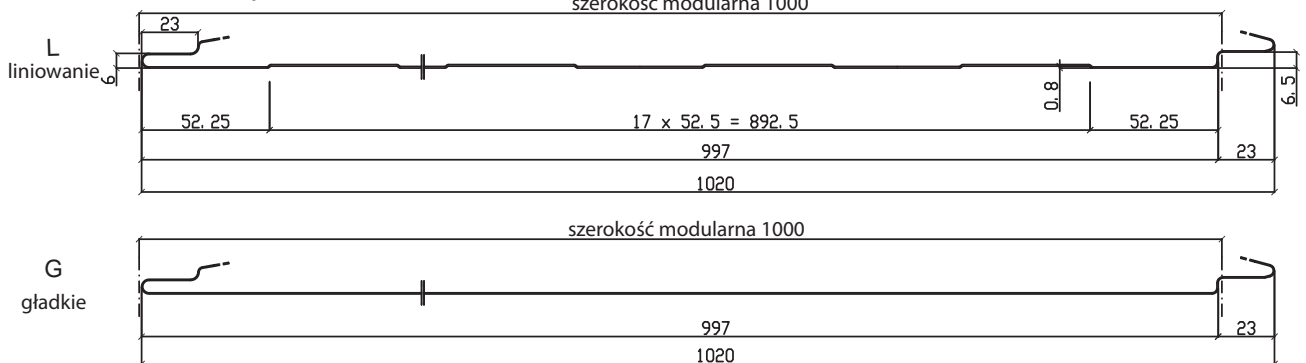 szerokość modularna 1000
23
L
liniowanie
6
0,8
6,5
52.25
17 x 52.5 = 892.5
52.25
997
23
1020
szerokość modularna 1000
G
gładkie
997
23
1020